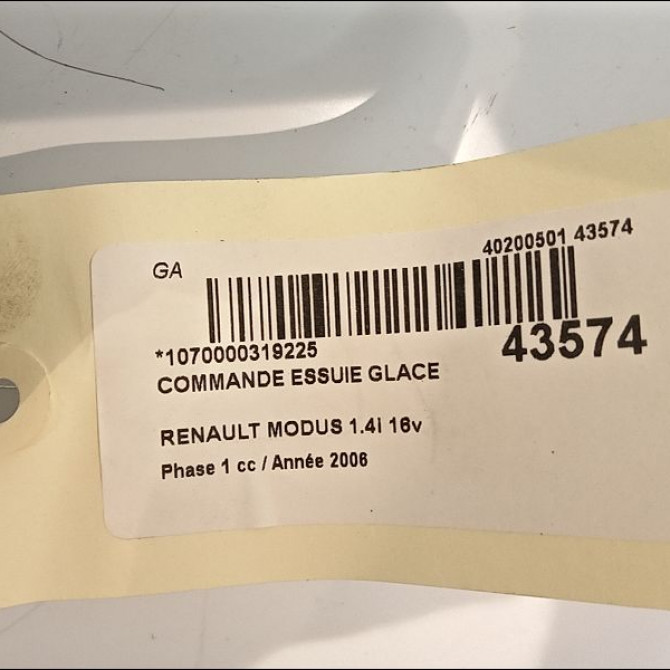 GA
40200501 43574
*1070000319225
43574
COMMANDE ESSUIE GLACE
RENAULT MODUS 1.4i 16v
Phase 1 cc / Année 2006